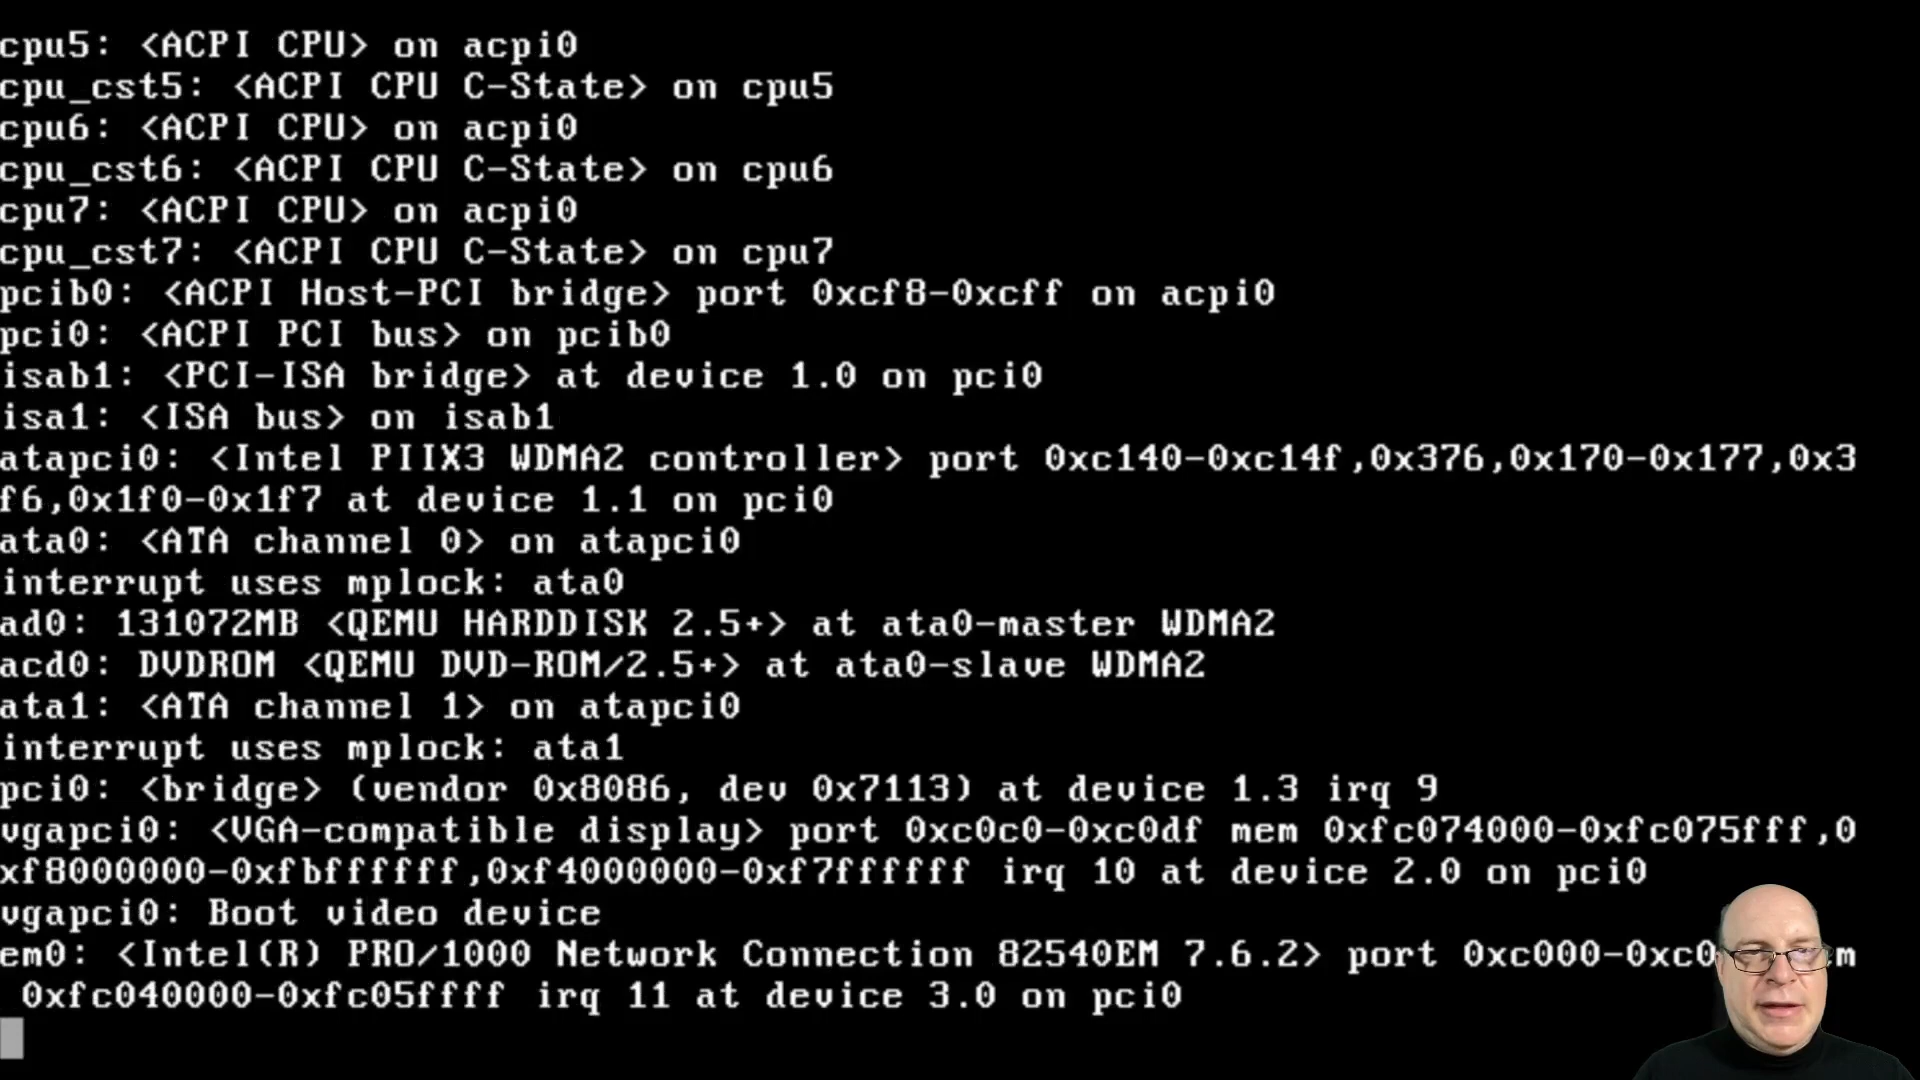 cpu5: <ACPI CPU> on acpi0
cpu_cst5: <ACPI CPU C-State> on cpu5
cpu6: <ACPI CPU> on acpi0
cpu_cst6: <ACPI CPU C-State> on cpu6
cpu7: <ACPI CPU> on acpi0
cpu_cst7: <ACPI CPU C-State> on cpu7
pcib0: <ACPI Host-PCI bridge> port 0xcf8-0xcff on acpi0
pci0: <ACPI PCI bus> on pcib0
isab1: <PCI-ISA bridge> at device 1.0 on pci0
isa1: <ISA bus> on isab1
atapci0: <Intel PIIX3 WDMA2 controller> port 0xc140-0xc14f,0x376,0x170-0x177,0x3
f6,0x1f0-0x1f7 at device 1.1 on pci0
ata0: <ATA channel 0> on atapci0
interrupt uses mplock: ata0
ad0: 131072MB <QEMU HARDDISK 2.5+> at ata0-master WDMA2
acd0: DVDROM <QEMU DVD-ROM/2.5+> at ata0-slave WDMA2
ata1: <ATA channel 1> on atapci0
interrupt uses mplock: ata1
pci0: <bridge> (vendor 0x8086, dev 0x7113) at device 1.3 irq 9
vgapci0: <VGA-compatible display> port 0xc0c0-0xc0df mem 0xfc074000-0xfc075fff,0
xf8000000-0xfbffffff,0xf4000000-0xf7ffffff irq 10 at device 2.0 on pci0
vgapci0: Boot video device
em0: <Intel(R) PRO/1000 Network Connection 82540EM 7.6.2> port 0xc000-0xc0
0xfc040000-0xfc05ffff irq 11 at device 3.0 on pci0